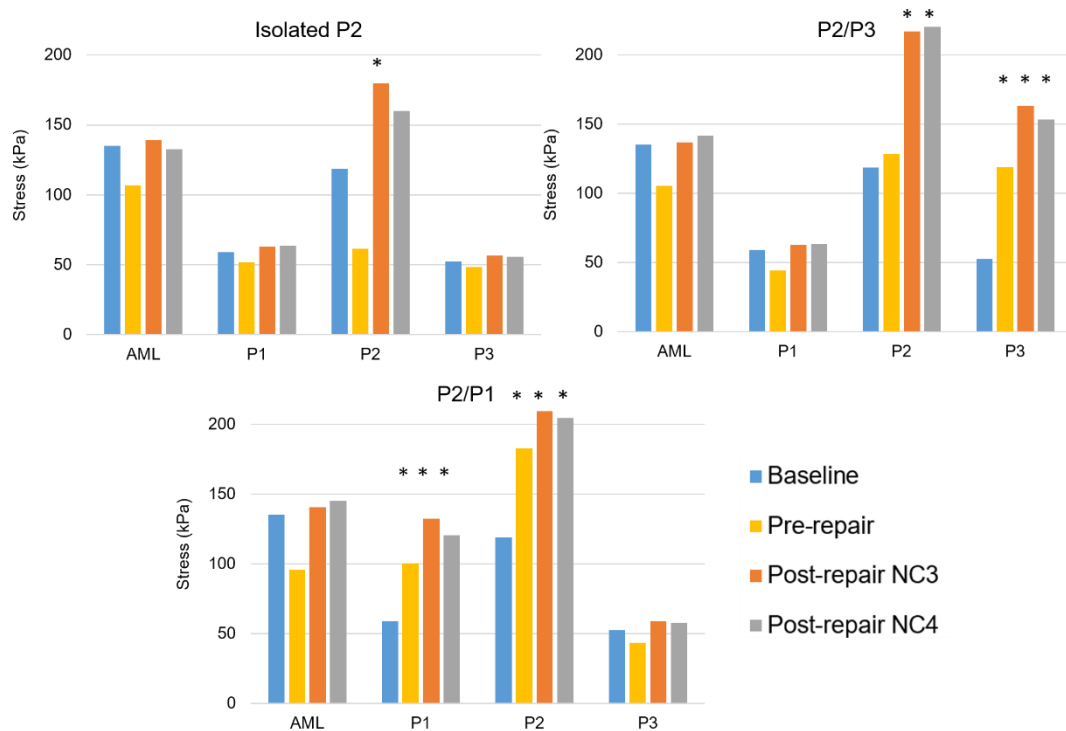 Isolated P2
*
200
150
100
50
0
Stress (kPa)
AML P1 P2 P3
P2/P3
* *
* * *
200
150
100
50
0
Stress (kPa)
AML P1 P2 P3
P2/P1
* * *
* * *
200
150
100
50
0
Stress (kPa)
AML P1 P2 P3
Baseline
Pre-repair
Post-repair NC3
Post-repair NC4